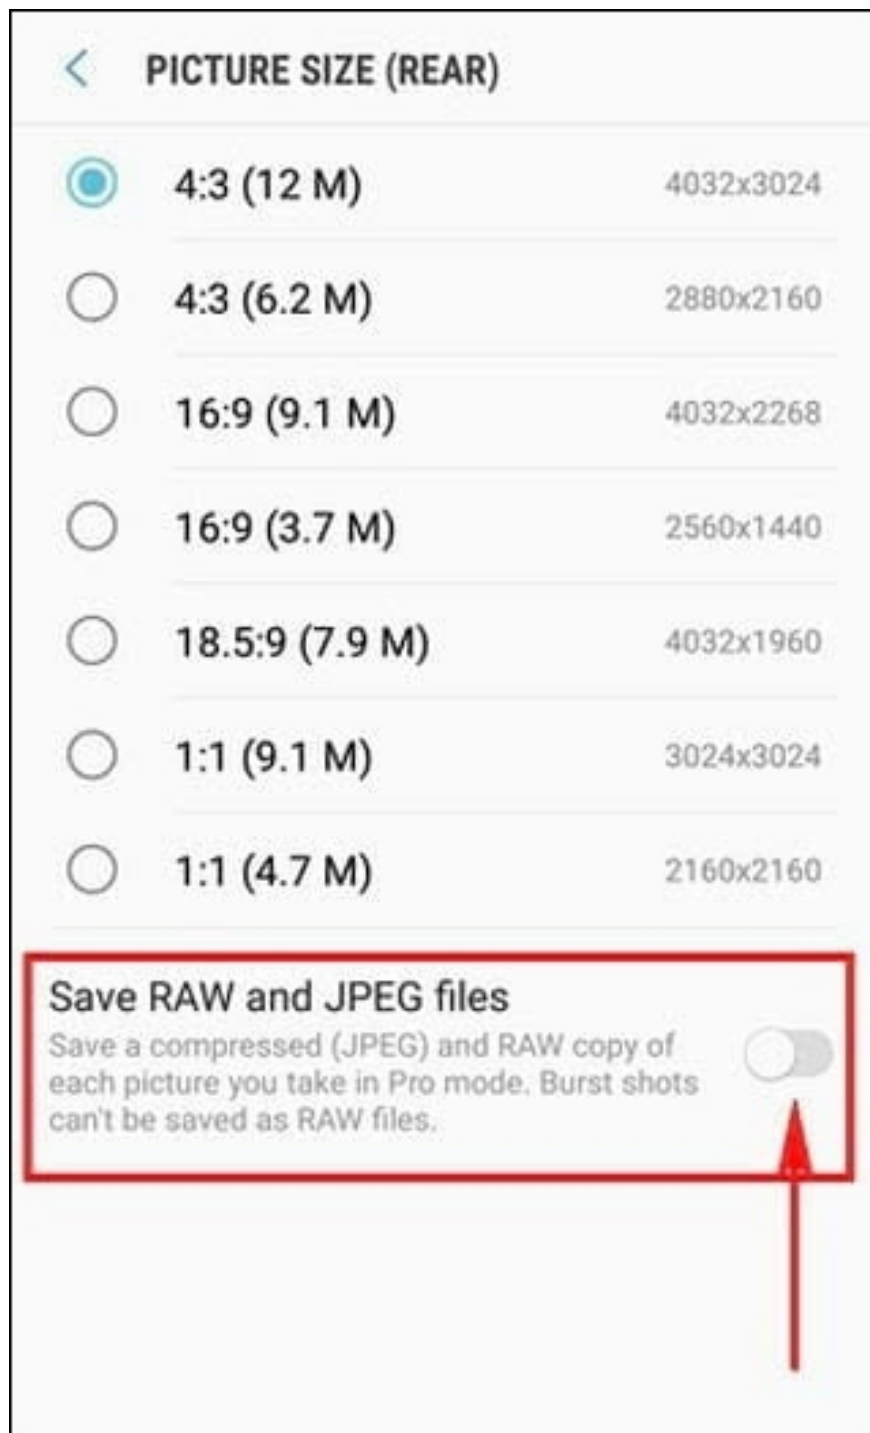 PICTURE SIZE (REAR)
4:3 (12 M) 4032x3024
4:3 (6.2 M) 2880x2160
16:9 (9.1 M) 4032x2268
16:9 (3.7 M) 2560x1440
18.5:9 (7.9 M) 4032x1960
1:1 (9.1 M) 3024x3024
1:1 (4.7 M) 2160x2160
Save RAW and JPEG files
Save a compressed (JPEG) and RAW copy of
each picture you take in Pro mode. Burst shots
can't be saved as RAW files.